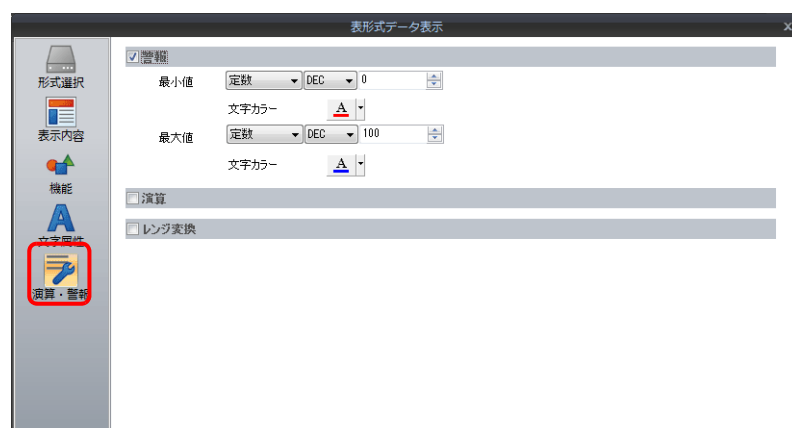 表形式データ表示
形式選択
表示内容
機能
文字属性
演算・警報
警報
最小値 定数 DEC 0
文字カラー A
最大値 定数 DEC 100
文字カラー A
演算
レンジ変換